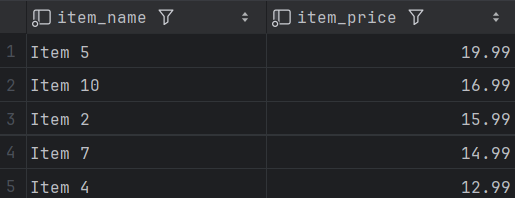 item_name item_price
1 Item 5 19.99
2 Item 10 16.99
3 Item 2 15.99
4 Item 7 14.99
5 Item 4 12.99